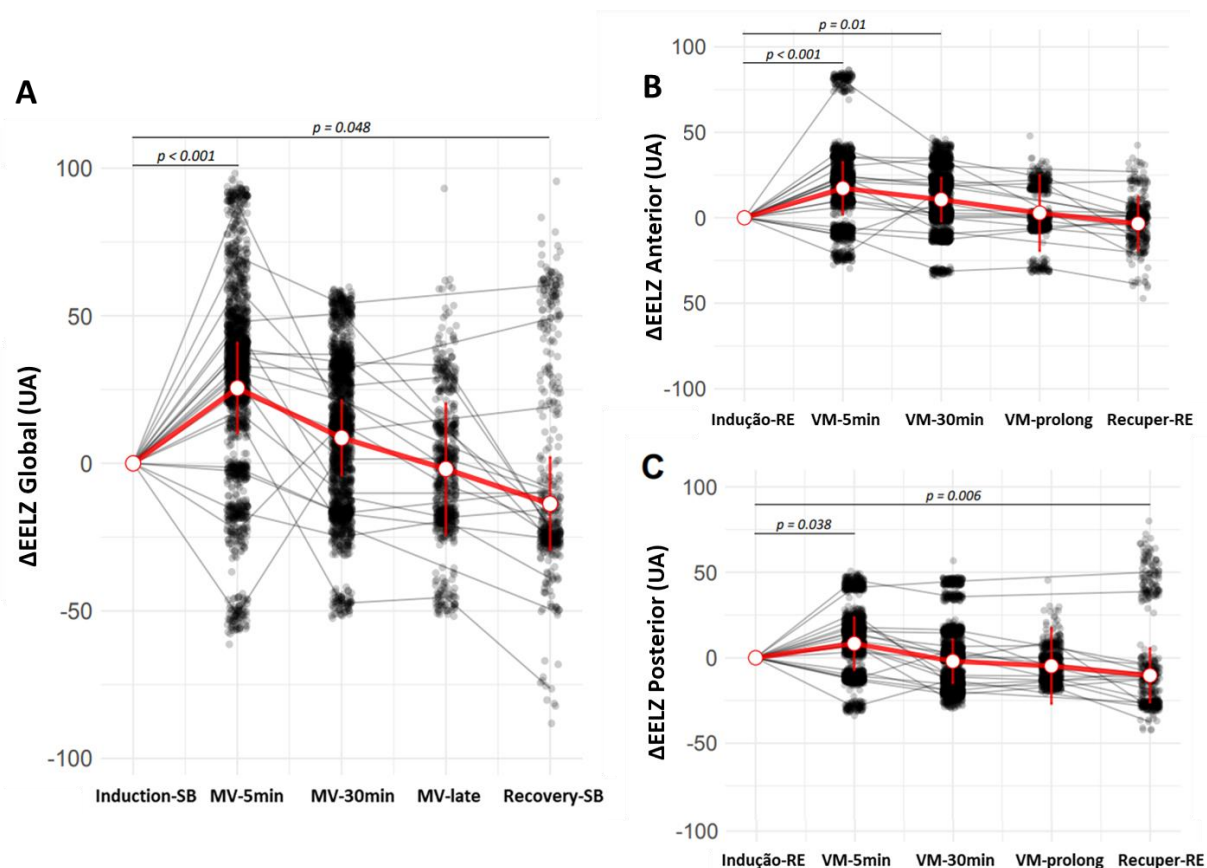 A
p = 0.048
p < 0.001
100
50
0
-50
-100
ΔEELZ Global (UA)
Induction-SB MV-5min MV-30min MV-late Recovery-SB
B
p = 0.01
p < 0.001
100
50
0
50
-100
ΔEELZ Anterior (UA)
Indução-RE VM-5min VM-30min VM-prolong Recuper-RE
C
p = 0.006
p = 0.038
100
50
0
-50
-100
ΔEELZ Posterior (UA)
Indução-RE VM-5min VM-30min VM-prolong Recuper-RE